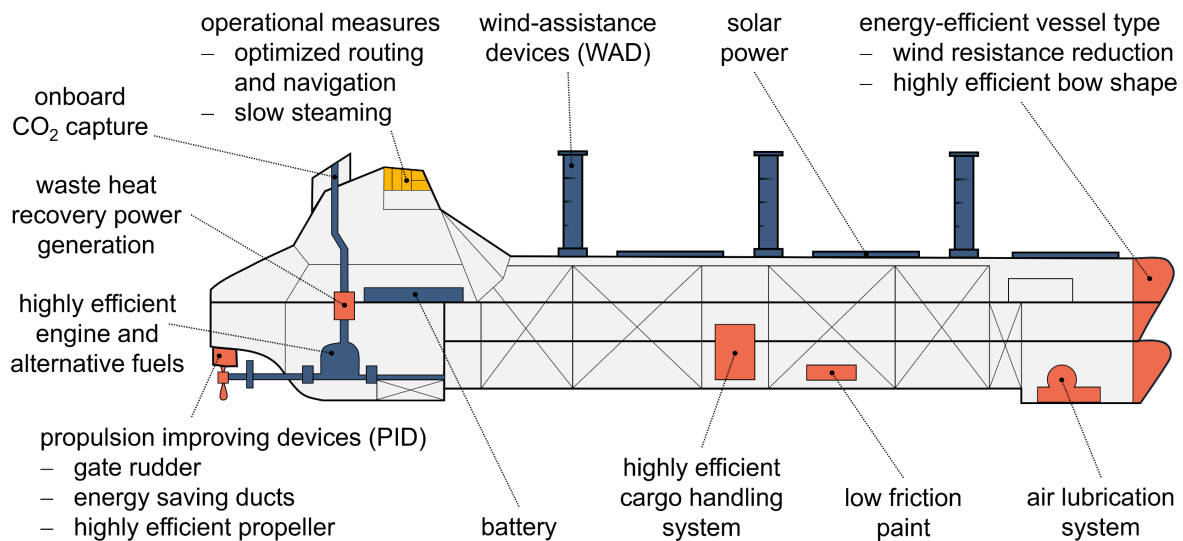 operational measures
– optimized routing
and navigation
– slow steaming
wind-assistance
devices (WAD)
solar
power
energy-efficient vessel type
– wind resistance reduction
– highly efficient bow shape
onboard
CO₂ capture
waste heat
recovery power
generation
highly efficient
engine and
alternative fuels
propulsion improving devices (PID)
– gate rudder
– energy saving ducts
– highly efficient propeller
battery
highly efficient
cargo handling
system
low friction
paint
air lubrication
system